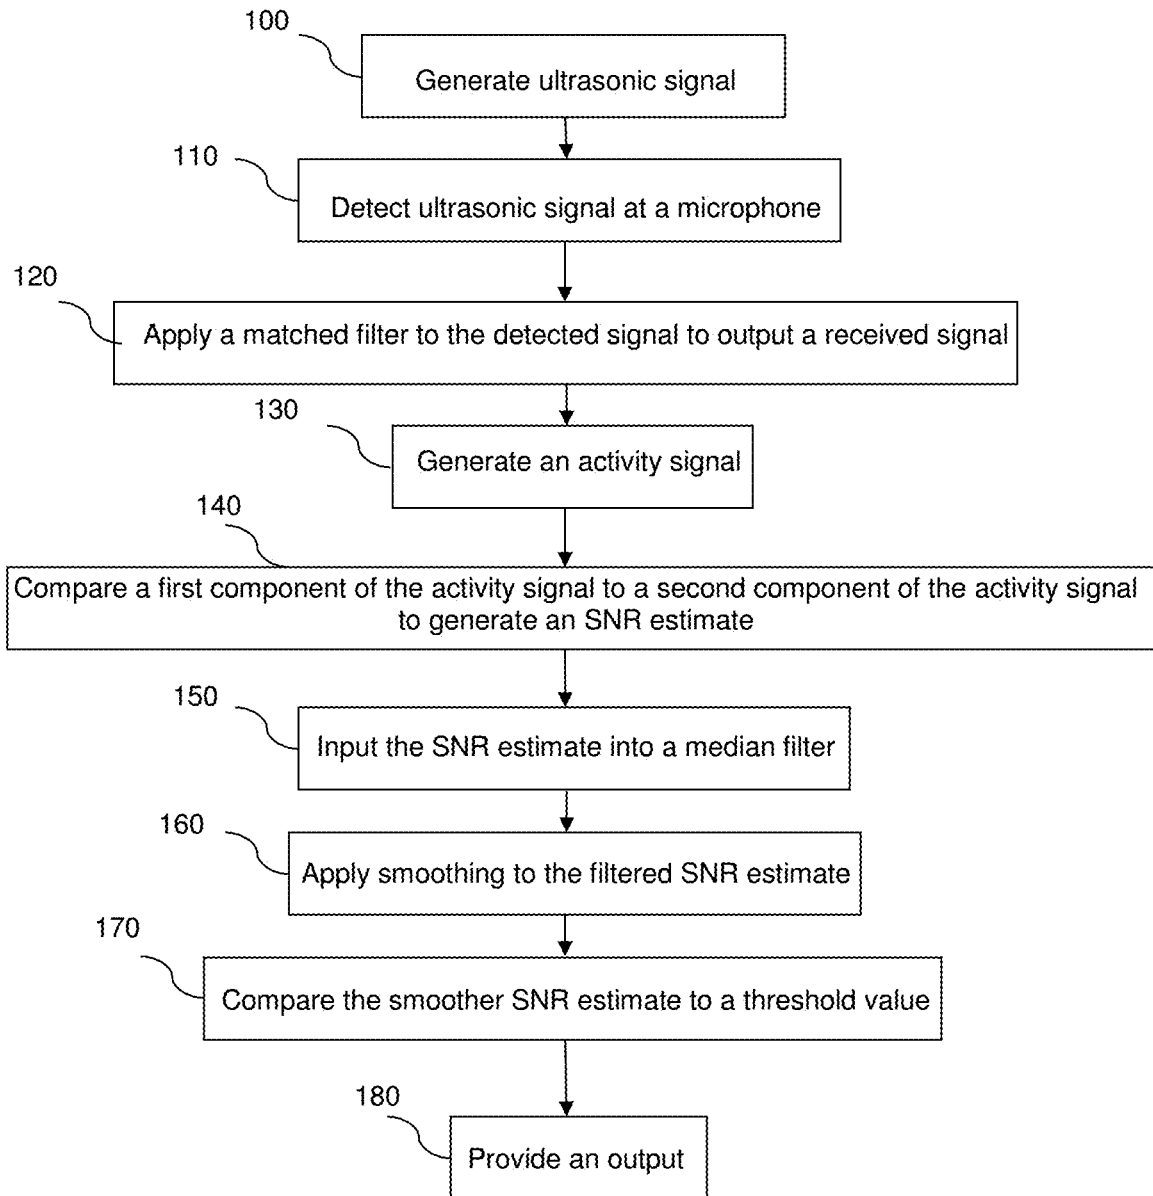 100
Generate ultrasonic signal
110
Detect ultrasonic signal at a microphone
120
Apply a matched filter to the detected signal to output a received signal
130
Generate an activity signal
140
Compare a first component of the activity signal to a second component of the activity signal
to generate an SNR estimate
150
Input the SNR estimate into a median filter
160
Apply smoothing to the filtered SNR estimate
170
Compare the smoother SNR estimate to a threshold value
180
Provide an output